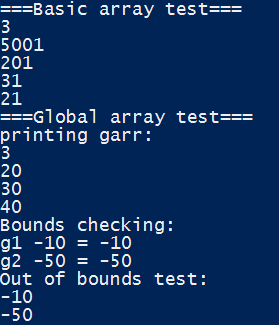 ===Basic array test===
3
5001
201
31
21
===Global array test===
printing garr:
3
20
30
40
Bounds checking:
g1 -10 = -10
g2 -50 = -50
Out of bounds test:
-10
-50